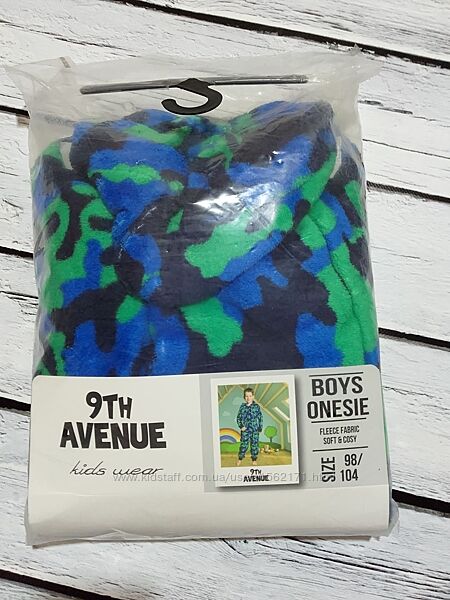 9TH
AVENUE
kids wear
9TH
AVENUE
BOYS
ONESIE
FLEECE FABRIC
SOFT & COSY
SIZE 98/
104